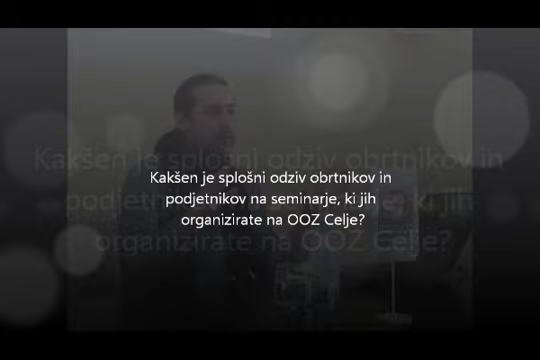 Kakšen je splošni odziv obrtnikov in
podjetnikov na seminarje, ki jih
organizirate na OOZ Celje?